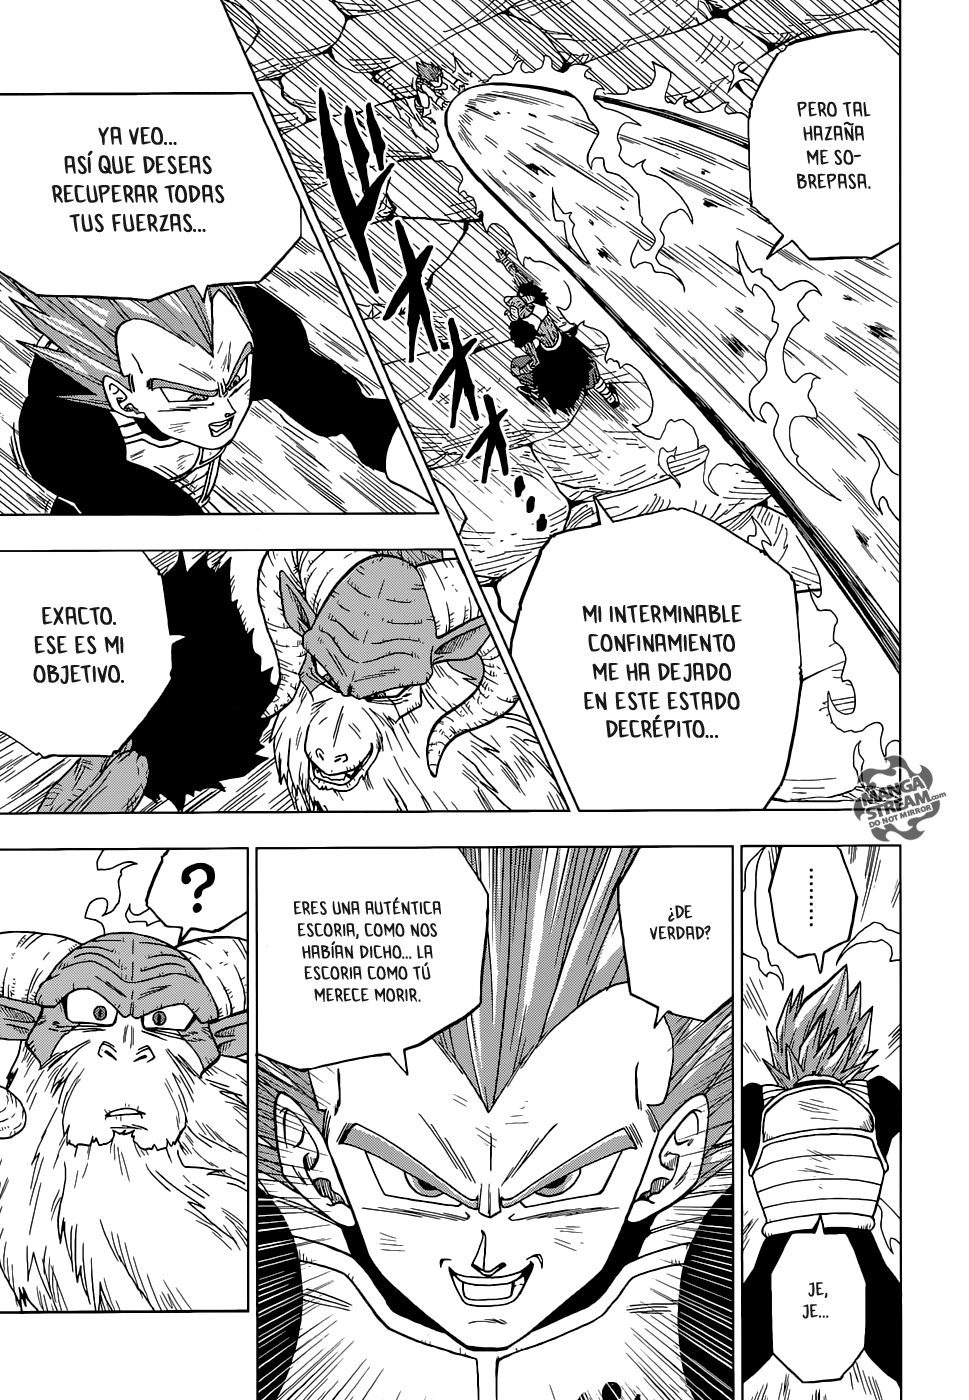 PERO TAL
HAZAÑA
ME SO-
BREPASA.
MI INTERMINABLE
CONFINAMIENTO
ME HA DEJADO
EN ESTE ESTADO
DECRÉPITO...
YA VEO...
ASÍ QUE DESEAS
RECUPERAR TODAS
TUS FUERZAS...
EXACTO.
ESE ES MI
OBJETIVO.
MANGA
STREAM.com
DO NOT MIRROR
.........
JE,
JE...
¿DE
VERDAD?
ERES UNA AUTÉNTICA
ESCORIA, COMO NOS
HABÍAN DICHO... LA
ESCORIA COMO TÚ
MERECE MORIR.
?